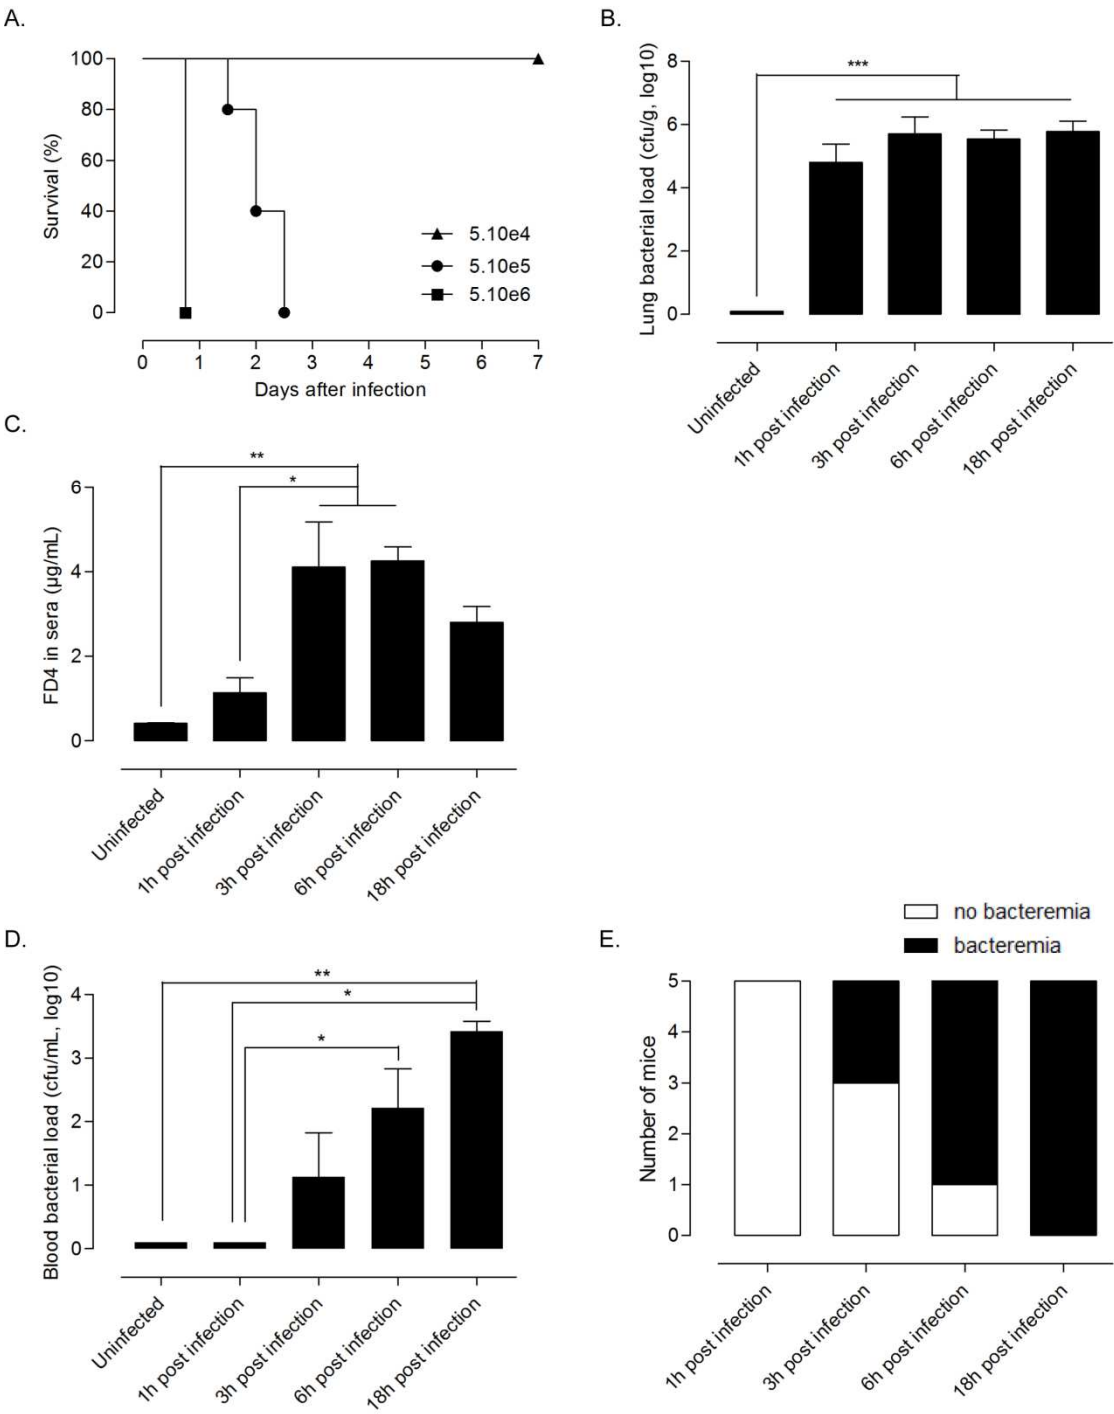 A.
Survival (%)
100
80
60
40
20
0
5.10e4
5.10e5
5.10e6
0 1 2 3 4 5 6 7
Days after infection
B.
Lung bacterial load (cfu/g, log10)
8
6
4
2
0
***
Uninfected
1h post infection
3h post infection
6h post infection
18h post infection
C.
FD4 in sera (µg/mL)
6
4
2
0
**
*
Uninfected
1h post infection
3h post infection
6h post infection
18h post infection
D.
Blood bacterial load (cfu/mL, log10)
4
3
2
1
0
**
*
*
Uninfected
1h post infection
3h post infection
6h post infection
18h post infection
E.
no bacteremia
bacteremia
Number of mice
5
4
3
2
1
0
1h post infection
3h post infection
6h post infection
18h post infection